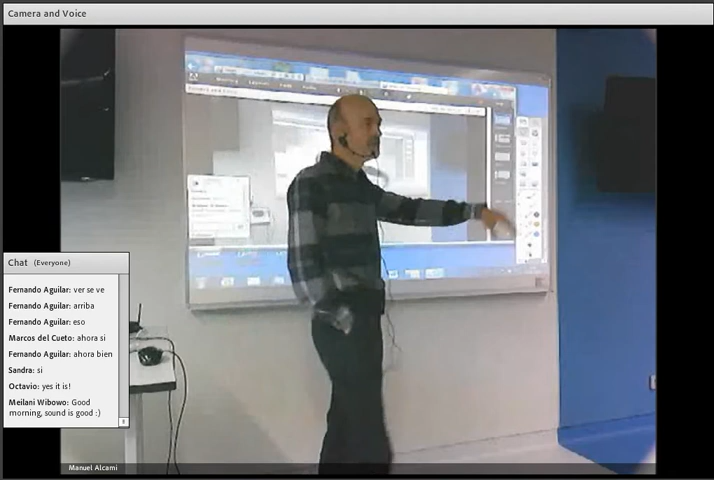 Camera and Voice
Chat (Everyone)
Fernando Aguilar: ver se ve
Fernando Aguilar: arriba
Fernando Aguilar: eso
Marcos del Cueto: ahora si
Fernando Aguilar: ahora bien
Sandra: si
Octavio: yes it is!
Meilani Wibowo: Good
morning, sound is good :)
Manuel Alcami